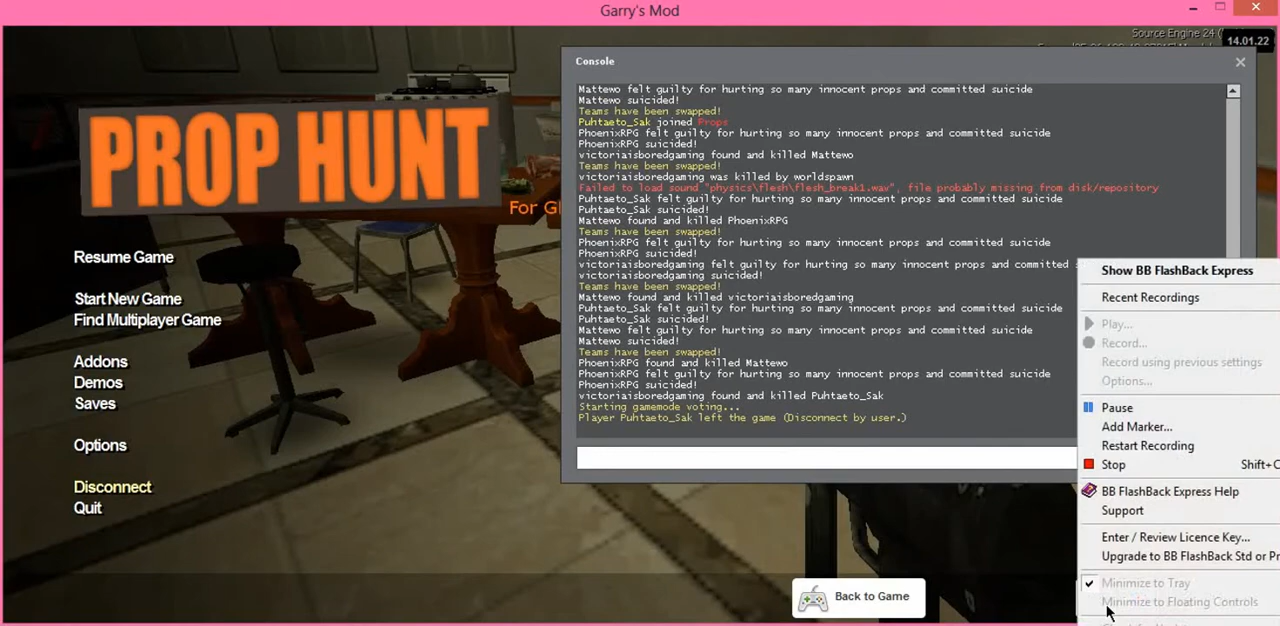 Garry's Mod
Source Engine 24 (
14.01.22
PROP HUNT
For Gl
Resume Game
Start New Game
Find Multiplayer Game
Addons
Demos
Saves
Options
Disconnect
Quit
Console
Mattewo felt guilty for hurting so many innocent props and committed suicide
Mattewo suicided!
Teams have been swapped!
Puhtaeto_Sak joined Props
PhoenixRPG felt guilty for hurting so many innocent props and committed suicide
PhoenixRPG suicided!
victoriaisboredgaming found and killed Mattewo
Teams have been swapped!
victoriaisboredgaming was killed by worldspawn
Failed to load sound "physics\flesh\flesh_break1.wav", file probably missing from disk/repository
Puhtaeto_Sak felt guilty for hurting so many innocent props and committed suicide
Puhtaeto_Sak suicided!
Mattewo found and killed PhoenixRPG
Teams have been swapped!
PhoenixRPG felt guilty for hurting so many innocent props and committed suicide
PhoenixRPG suicided!
victoriaisboredgaming felt guilty for hurting so many innocent props and committed
victoriaisboredgaming suicided!
Teams have been swapped!
Mattewo found and killed victoriaisboredgaming
Puhtaeto_Sak felt guilty for hurting so many innocent props and committed suicide
Puhtaeto_Sak suicided!
Mattewo felt guilty for hurting so many innocent props and committed suicide
Mattewo suicided!
Teams have been swapped!
PhoenixRPG found and killed Mattewo
PhoenixRPG felt guilty for hurting so many innocent props and committed suicide
PhoenixRPG suicided!
victoriaisboredgaming found and killed Puhtaeto_Sak
Starting gamemode voting...
Player Puhtaeto_Sak left the game (Disconnect by user.)
Show BB FlashBack Express
Recent Recordings
Play...
Record...
Record using previous settings
Options...
Pause
Add Marker...
Restart Recording
Stop Shift+C
BB FlashBack Express Help
Support
Enter / Review Licence Key...
Upgrade to BB FlashBack Std or Pr
Minimize to Tray
Minimize to Floating Controls
Back to Game